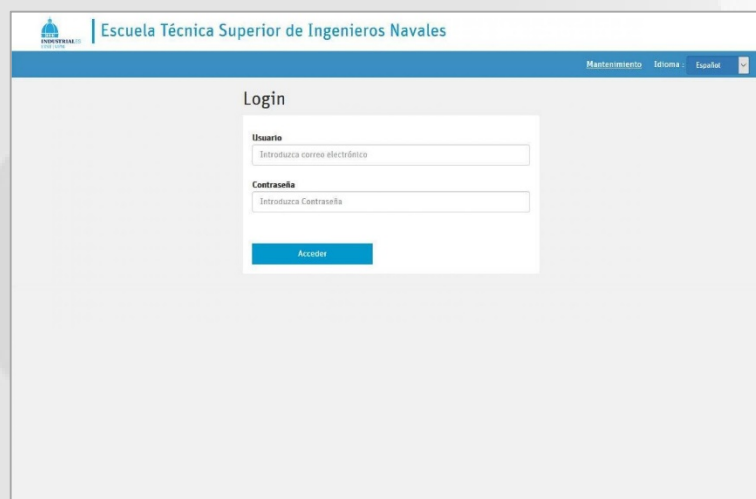 INDUSTRIALES
Escuela Técnica Superior de Ingenieros Navales
Mantenimiento Idioma : Español
Login
Usuario
Introduzca correo electrónico
Contraseña
Introduzca Contraseña
Acceder